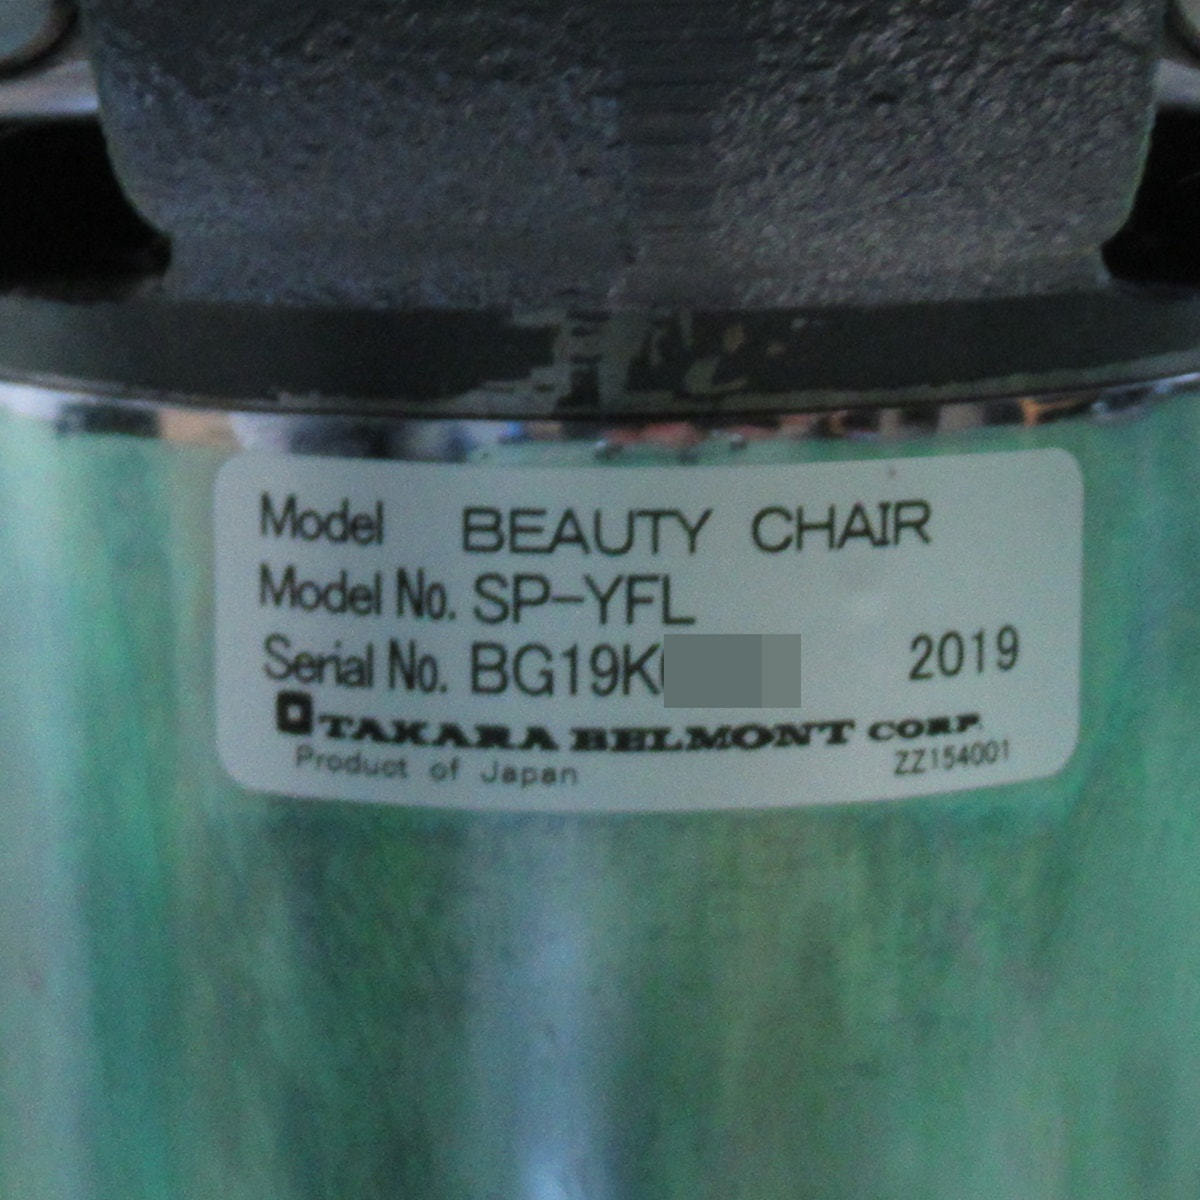 Model BEAUTY CHAIR
Model No. SP-YFL
Serial No. BG19K 2019
TAKARA BELMONT CORP.
Product of Japan ZZ154001